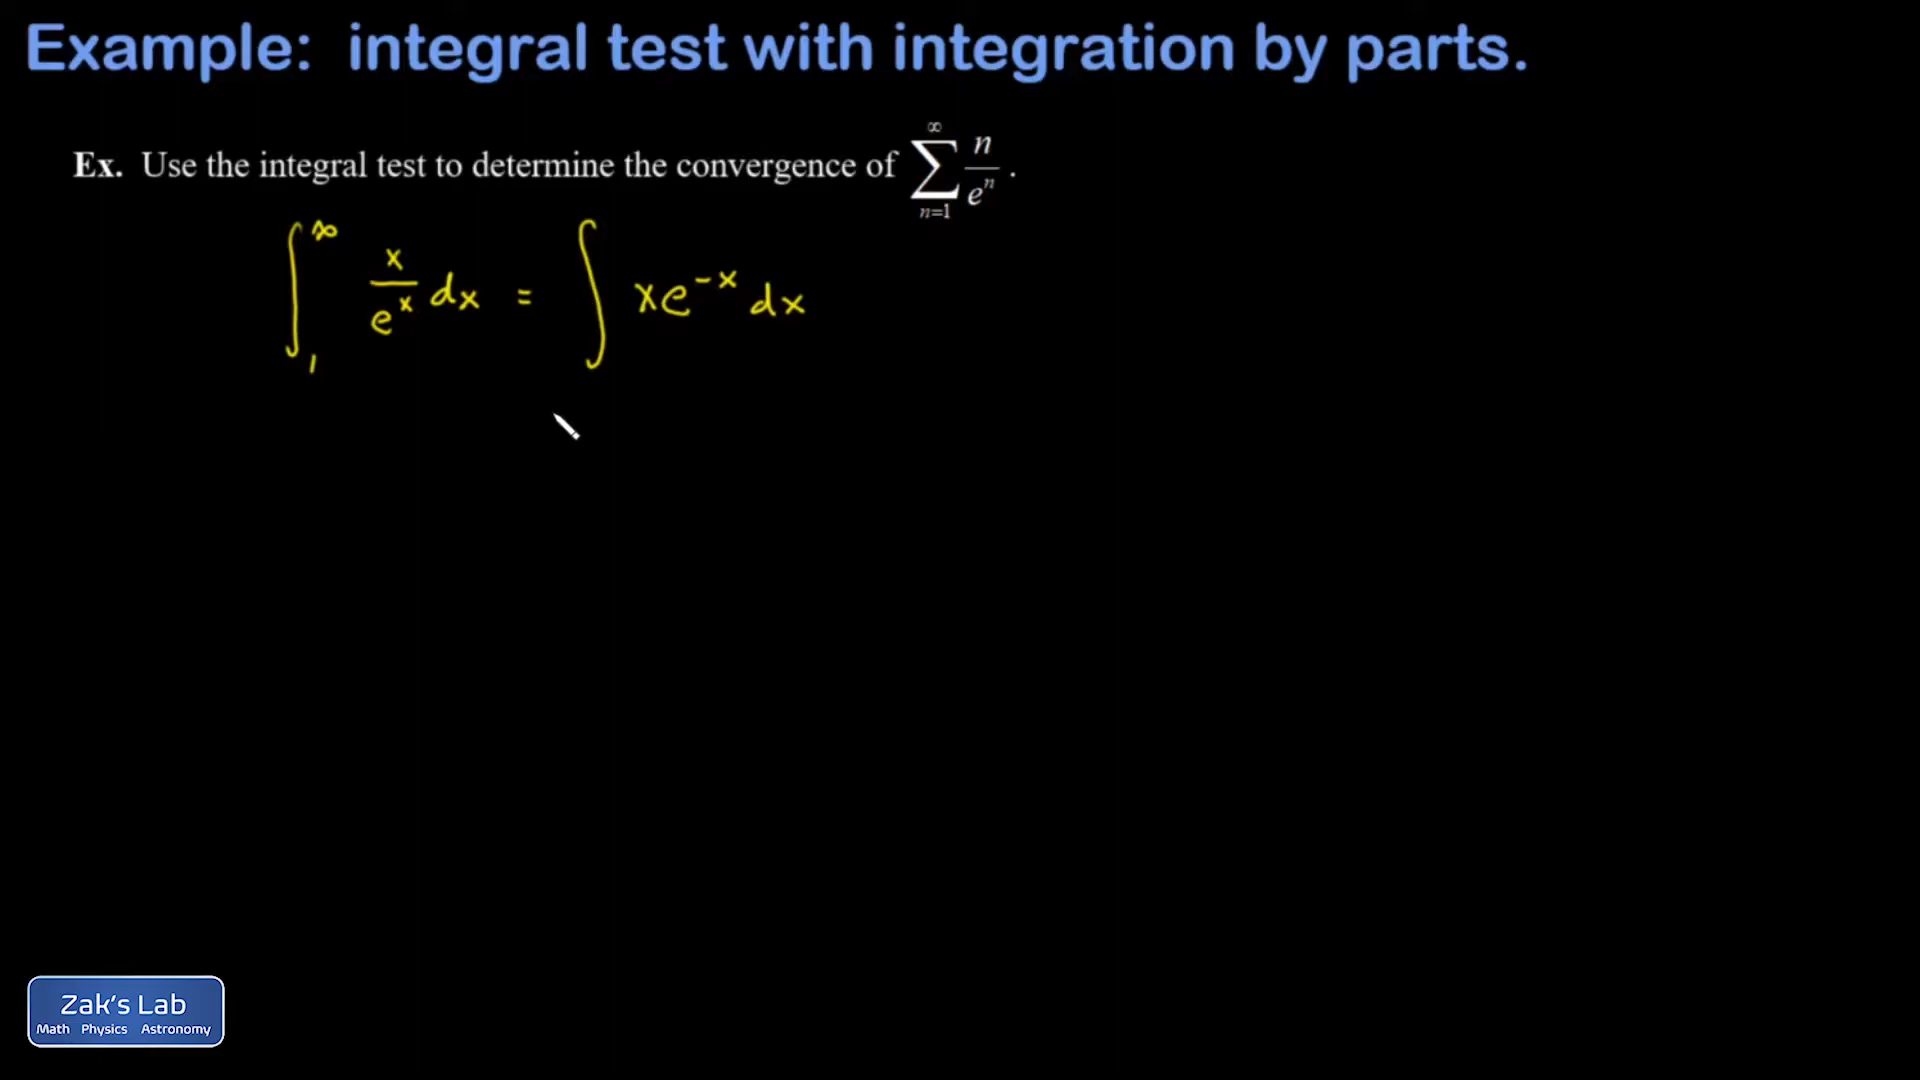 Example: integral test with integration by parts.
Ex. Use the integral test to determine the convergence of ∑_{n=1}^{∞} n/e^n .
∫_1^∞ x/e^x dx = ∫ xe^{-x} dx
Zak's Lab
Math Physics Astronomy